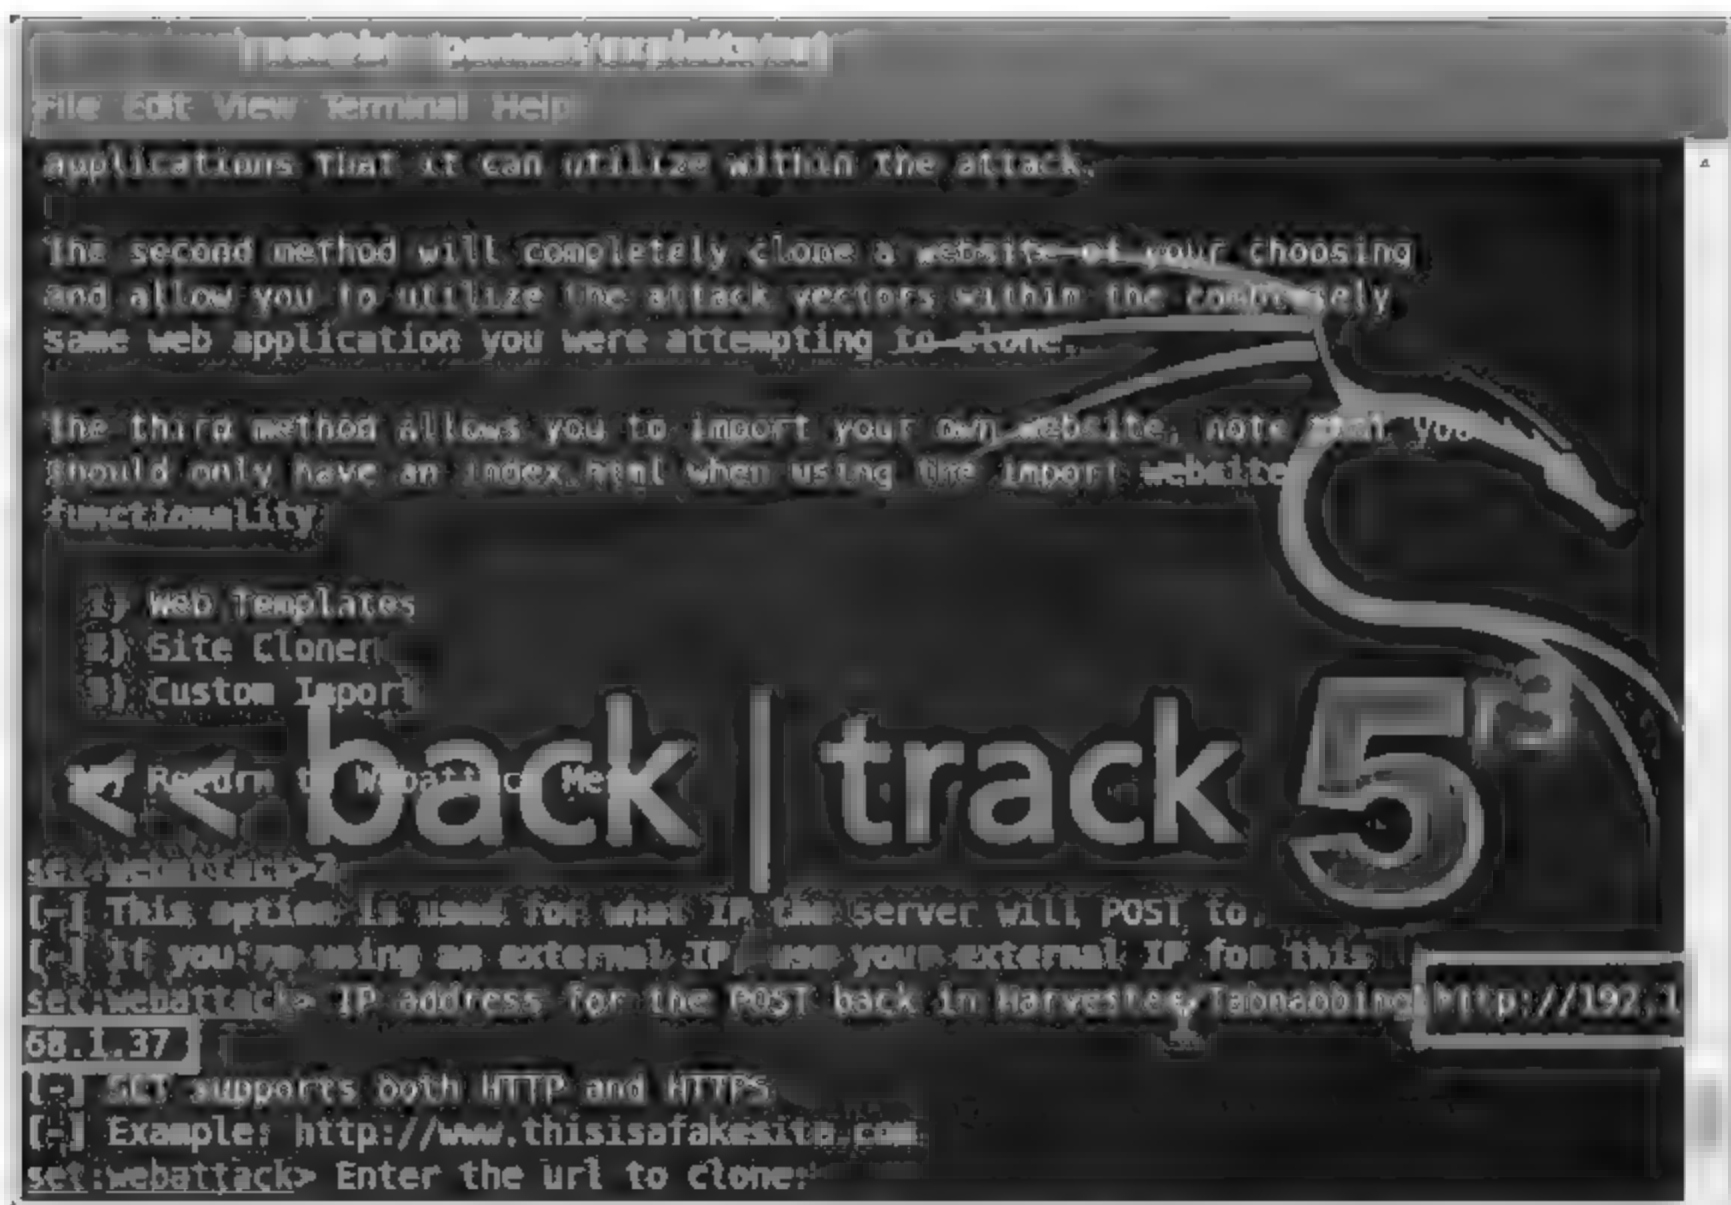 File Edit View Terminal Help
applications that it can utilize within the attack.
The second method will completely clone a website of your choosing
and allow you to utilize the attack vectors within the completely
same web application you were attempting to clone.
The third method allows you to import your own website, note that you
should only have an index.html when using the import website
functionality.
1) Web Templates
2) Site Cloner
3) Custom Import
Return to Webattack Menu
<< back | track 5 r3
set:webattack>2
[-] This option is used for what IP the server will POST to.
[-] If you're using an external IP, use your external IP for this
set:webattack> IP address for the POST back in Harvester/Tabnabbing:http://192.1
68.1.37
[-] SET supports both HTTP and HTTPS
[-] Example: http://www.thisisafakesite.com
set:webattack> Enter the url to clone: